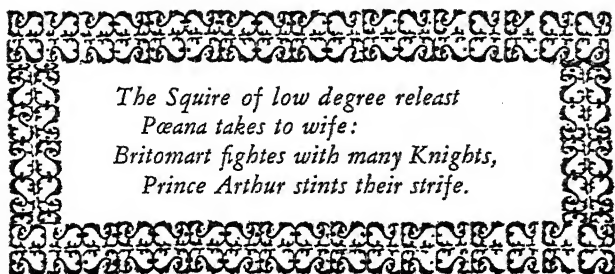 The Squire of low degree releast
Pœana takes to wife:
Britomart fightes with many Knights,
Prince Arthur stints their strife.